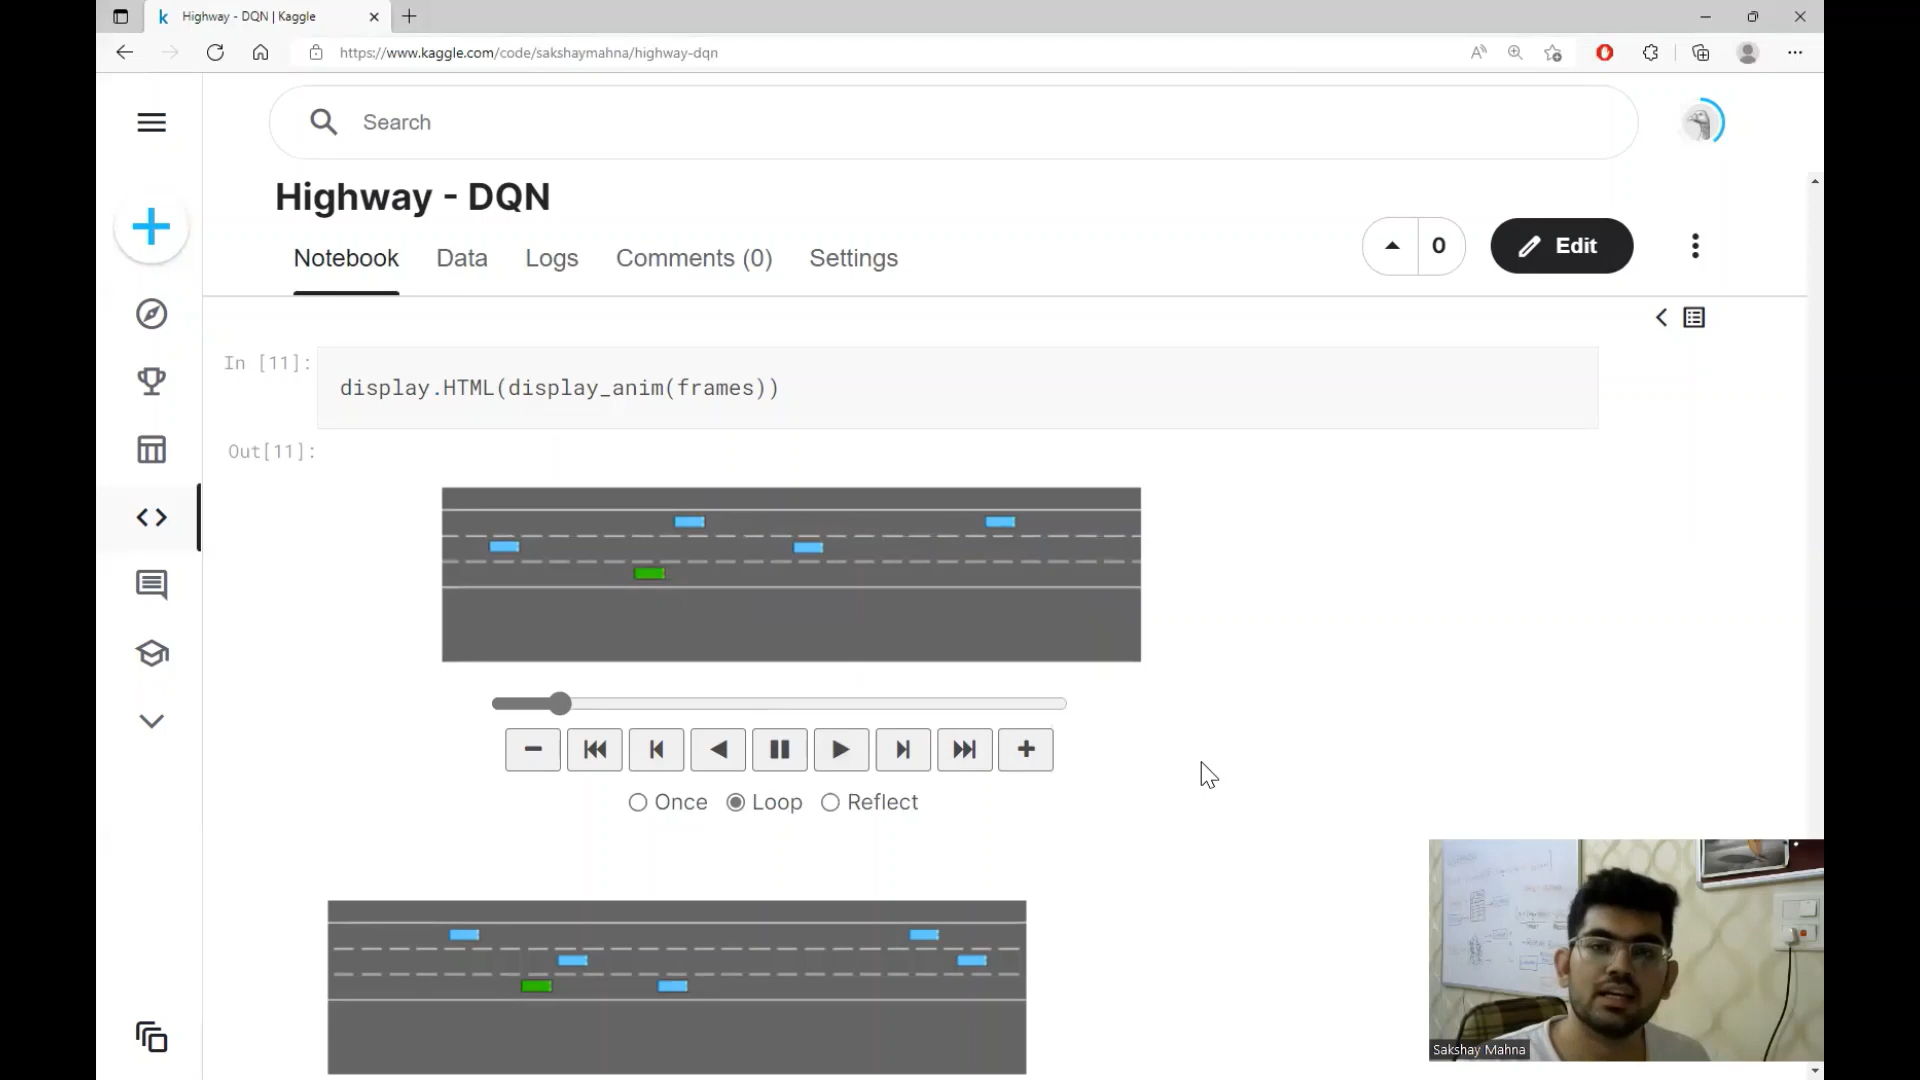 Highway - DQN | Kaggle
https://www.kaggle.com/code/sakshaymahna/highway-dqn
Search
Highway - DQN
Notebook Data Logs Comments (0) Settings
0
Edit
In [11]:
display.HTML(display_anim(frames))
Out[11]:
Once Loop Reflect
Sakshay Mahna